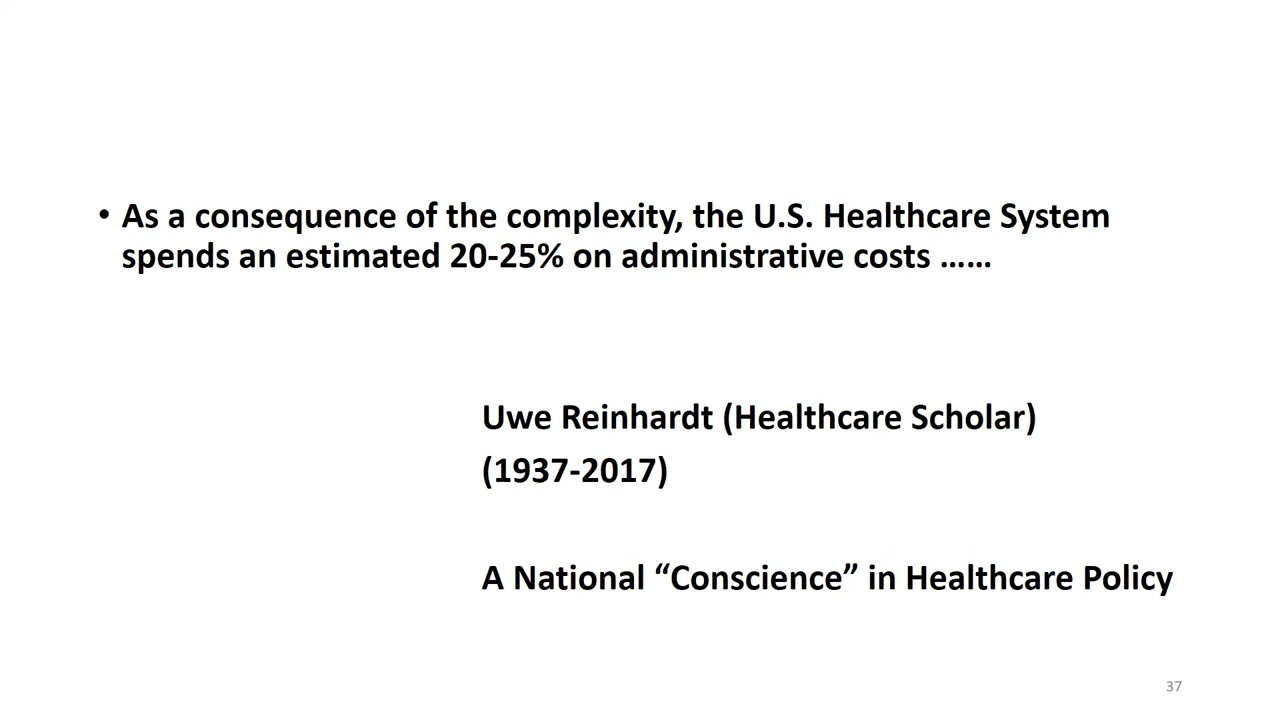 • As a consequence of the complexity, the U.S. Healthcare System
spends an estimated 20-25% on administrative costs ……
Uwe Reinhardt (Healthcare Scholar)
(1937-2017)
A National “Conscience” in Healthcare Policy
37